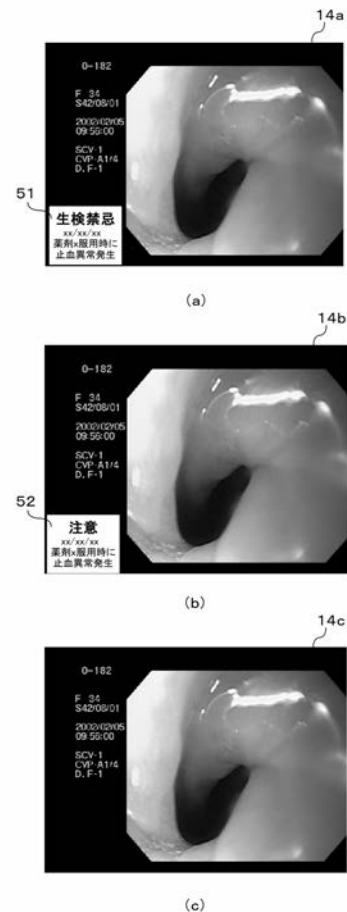 14a
O-182
F 34
S42/08/01
2002/02/05
09:56:00
SCV-1
CVP-A1/4
D.F-1
51
生検禁忌
xx/xx/xx
薬剤x服用時に
止血異常発生
(a)
14b
O-182
F 34
S42/08/01
2002/02/05
09:56:00
SCV-1
CVP-A1/4
D.F-1
52
注意
xx/xx/xx
薬剤x服用時に
止血異常発生
(b)
14c
O-182
F 34
S42/08/01
2002/02/05
09:56:00
SCV-1
CVP-A1/4
D.F-1
(c)